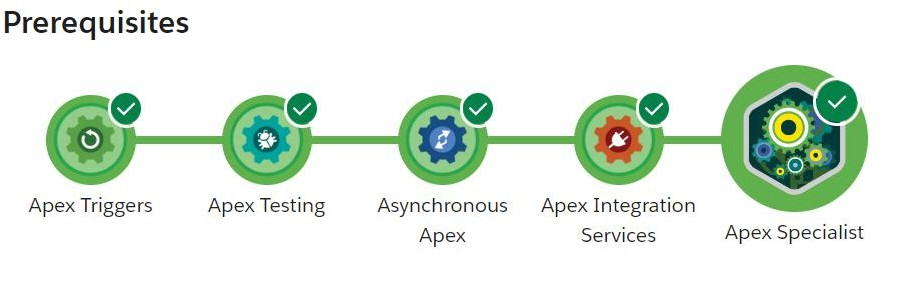 Prerequisites
Apex Triggers
Apex Testing
Asynchronous
Apex
Apex Integration
Services
Apex Specialist